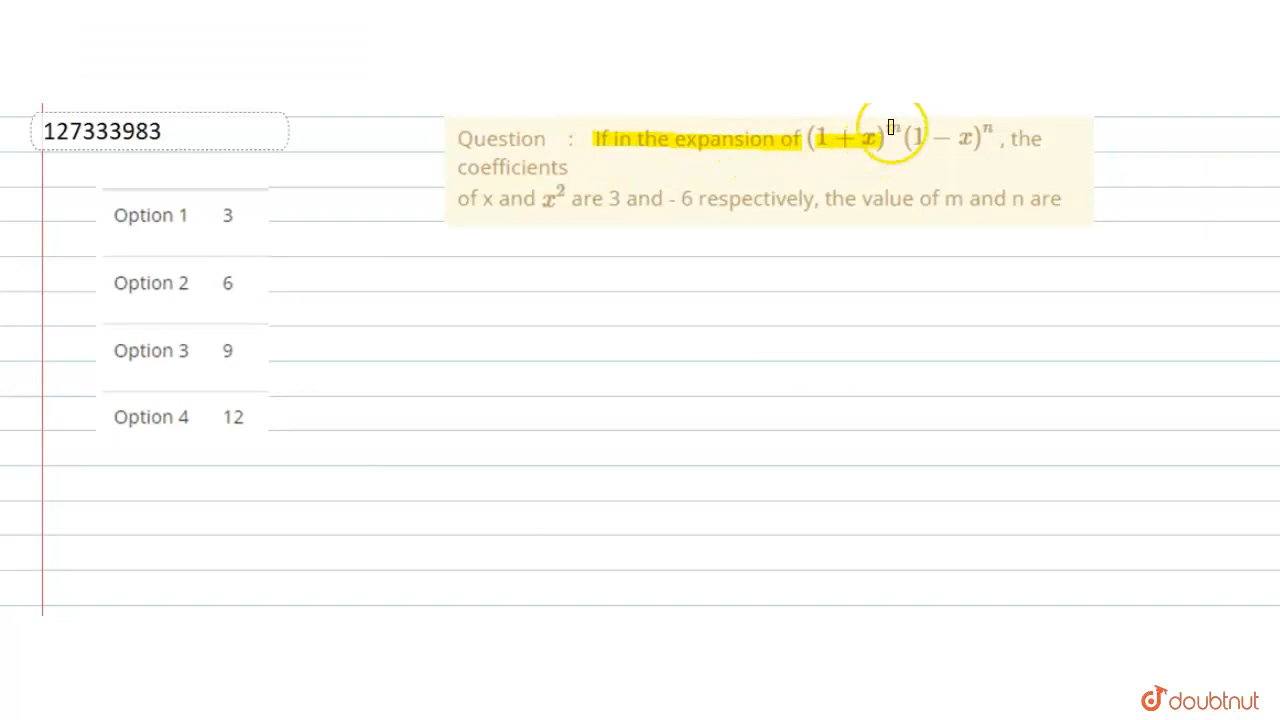 127333983
Question : If in the expansion of (1 + x)^m (1 − x)^n , the
coefficients
of x and x² are 3 and - 6 respectively, the value of m and n are
Option 1 3
Option 2 6
Option 3 9
Option 4 12
doubtnut